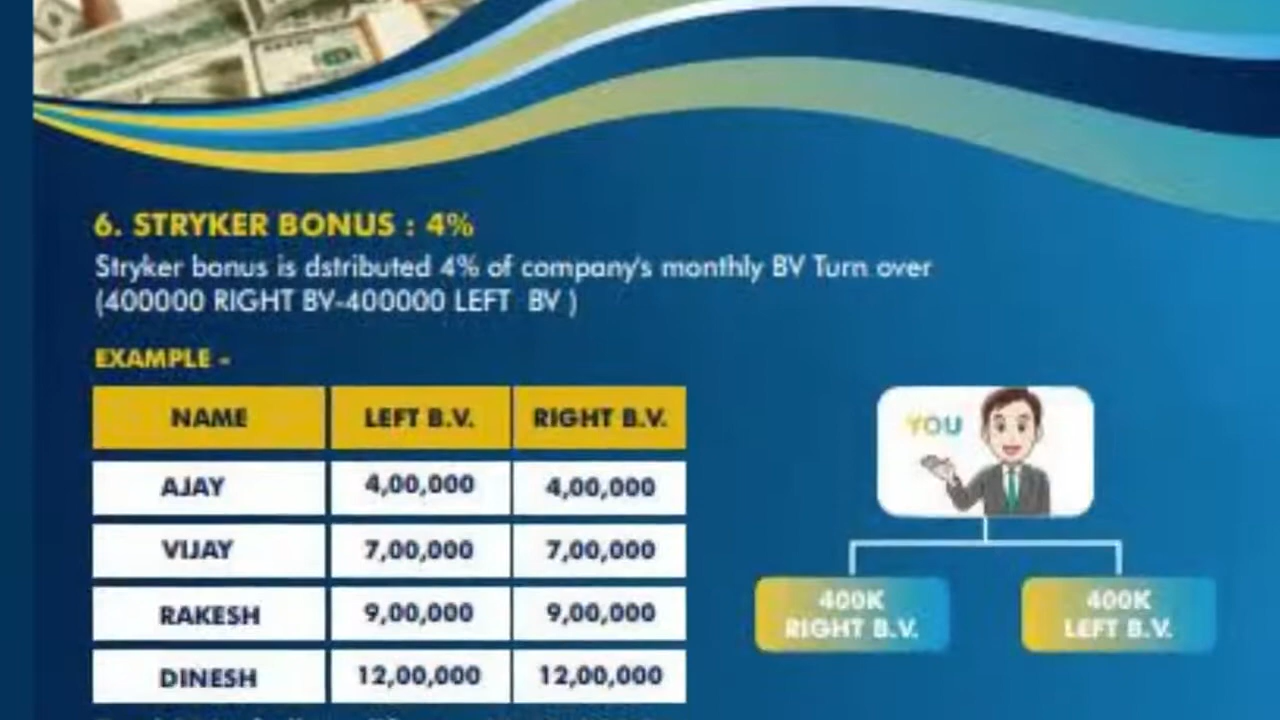 6. STRYKER BONUS : 4%
Stryker bonus is dstributed 4% of company's monthly BV Turn over
(400000 RIGHT BV-400000 LEFT BV )
EXAMPLE -
NAME LEFT B.V. RIGHT B.V.
AJAY 4,00,000 4,00,000
VIJAY 7,00,000 7,00,000
RAKESH 9,00,000 9,00,000
DINESH 12,00,000 12,00,000
YOU
400K
RIGHT B.V.
400K
LEFT B.V.